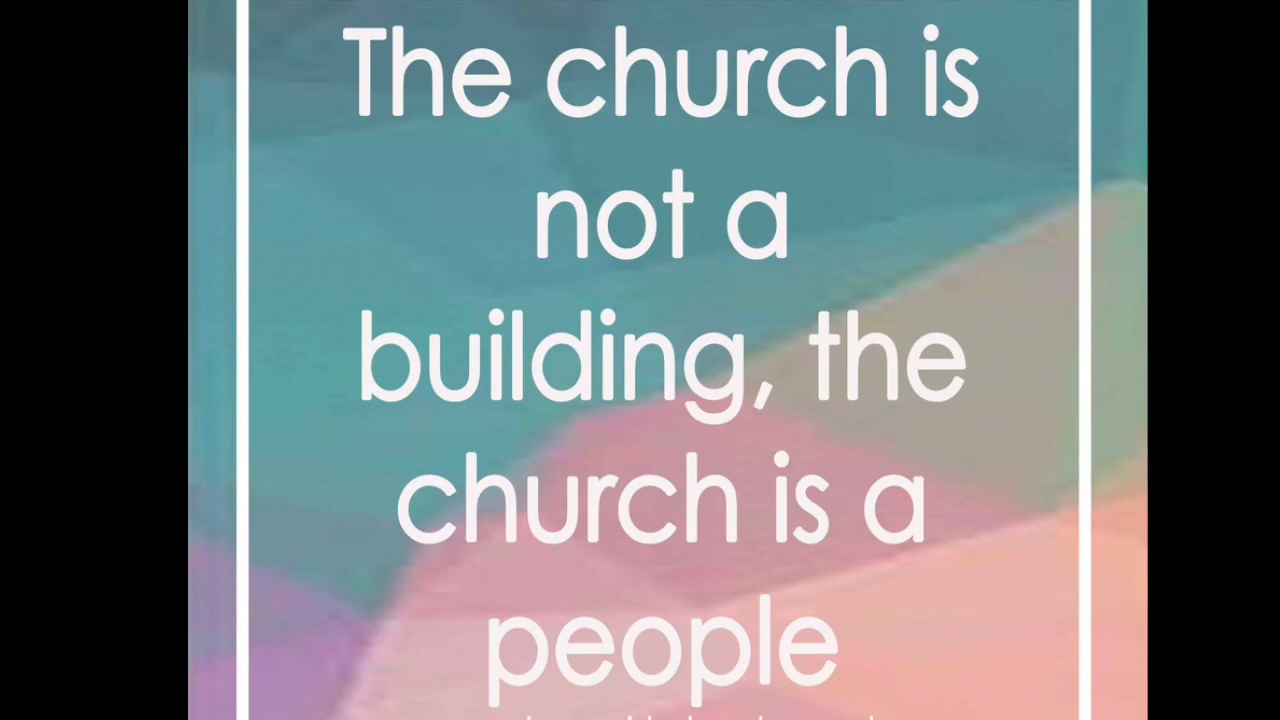 The church is
not a
building, the
church is a
people